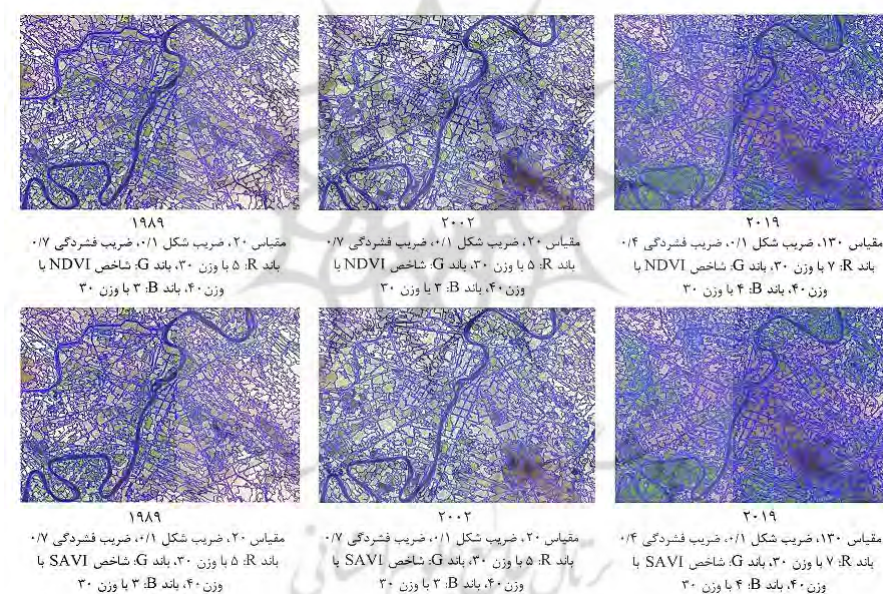 ۱۹۸۹
مقیاس ۲۰، ضریب شکل ۰/۱، ضریب فشردگی ۰/۷
باند R: ۵ با وزن ۳۰، باند G: شاخص NDVI با
وزن ۴۰، باند B: ۳ با وزن ۳۰
۲۰۰۲
مقیاس ۲۰، ضریب شکل ۰/۱، ضریب فشردگی ۰/۷
باند R: ۵ با وزن ۳۰، باند G: شاخص NDVI با
وزن ۴۰، باند B: ۳ با وزن ۳۰
۲۰۱۹
مقیاس ۱۳۰، ضریب شکل ۰/۱، ضریب فشردگی ۰/۴
باند R: ۷ با وزن ۳۰، باند G: شاخص NDVI با
وزن ۴۰، باند B: ۴ با وزن ۳۰
۱۹۸۹
مقیاس ۲۰، ضریب شکل ۰/۱، ضریب فشردگی ۰/۷
باند R: ۵ با وزن ۳۰، باند G: شاخص SAVI با
وزن ۴۰، باند B: ۳ با وزن ۳۰
۲۰۰۲
مقیاس ۲۰، ضریب شکل ۰/۱، ضریب فشردگی ۰/۷
باند R: ۵ با وزن ۳۰، باند G: شاخص SAVI با
وزن ۴۰، باند B: ۳ با وزن ۳۰
۲۰۱۹
مقیاس ۱۳۰، ضریب شکل ۰/۱، ضریب فشردگی ۰/۴
باند R: ۷ با وزن ۳۰، باند G: شاخص SAVI با
وزن ۴۰، باند B: ۴ با وزن ۳۰